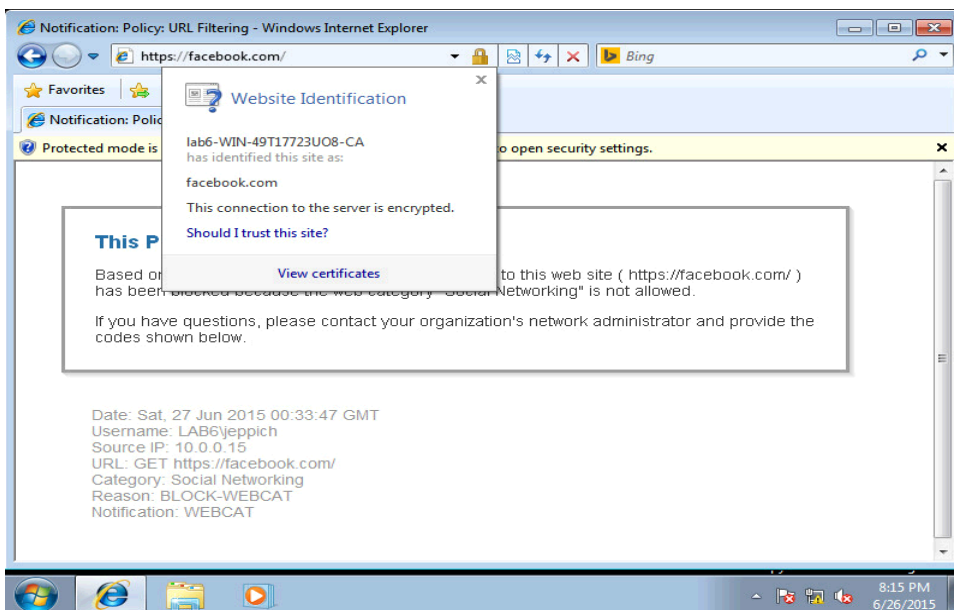 Notification: Policy: URL Filtering - Windows Internet Explorer
https://facebook.com/
Bing
Favorites
Notification: Polic
Protected mode is
o open security settings.
Website Identification
lab6-WIN-49T17723UO8-CA
has identified this site as:
facebook.com
This connection to the server is encrypted.
Should I trust this site?
View certificates
This P
Based or to this web site ( https://facebook.com/ )
has been blocked because the web category "Social Networking" is not allowed.
If you have questions, please contact your organization's network administrator and provide the
codes shown below.
Date: Sat, 27 Jun 2015 00:33:47 GMT
Username: LAB6\jeppich
Source IP: 10.0.0.15
URL: GET https://facebook.com/
Category: Social Networking
Reason: BLOCK-WEBCAT
Notification: WEBCAT
8:15 PM
6/26/2015